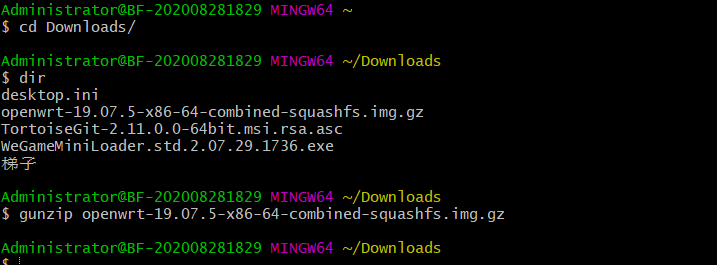 Administrator@BF-202008281829 MINGW64 ~
$ cd Downloads/
Administrator@BF-202008281829 MINGW64 ~/Downloads
$ dir
desktop.ini
openwrt-19.07.5-x86-64-combined-squashfs.img.gz
TortoiseGit-2.11.0.0-64bit.msi.rsa.asc
WeGameMiniLoader.std.2.07.29.1736.exe
梯子
Administrator@BF-202008281829 MINGW64 ~/Downloads
$ gunzip openwrt-19.07.5-x86-64-combined-squashfs.img.gz
Administrator@BF-202008281829 MINGW64 ~/Downloads
$